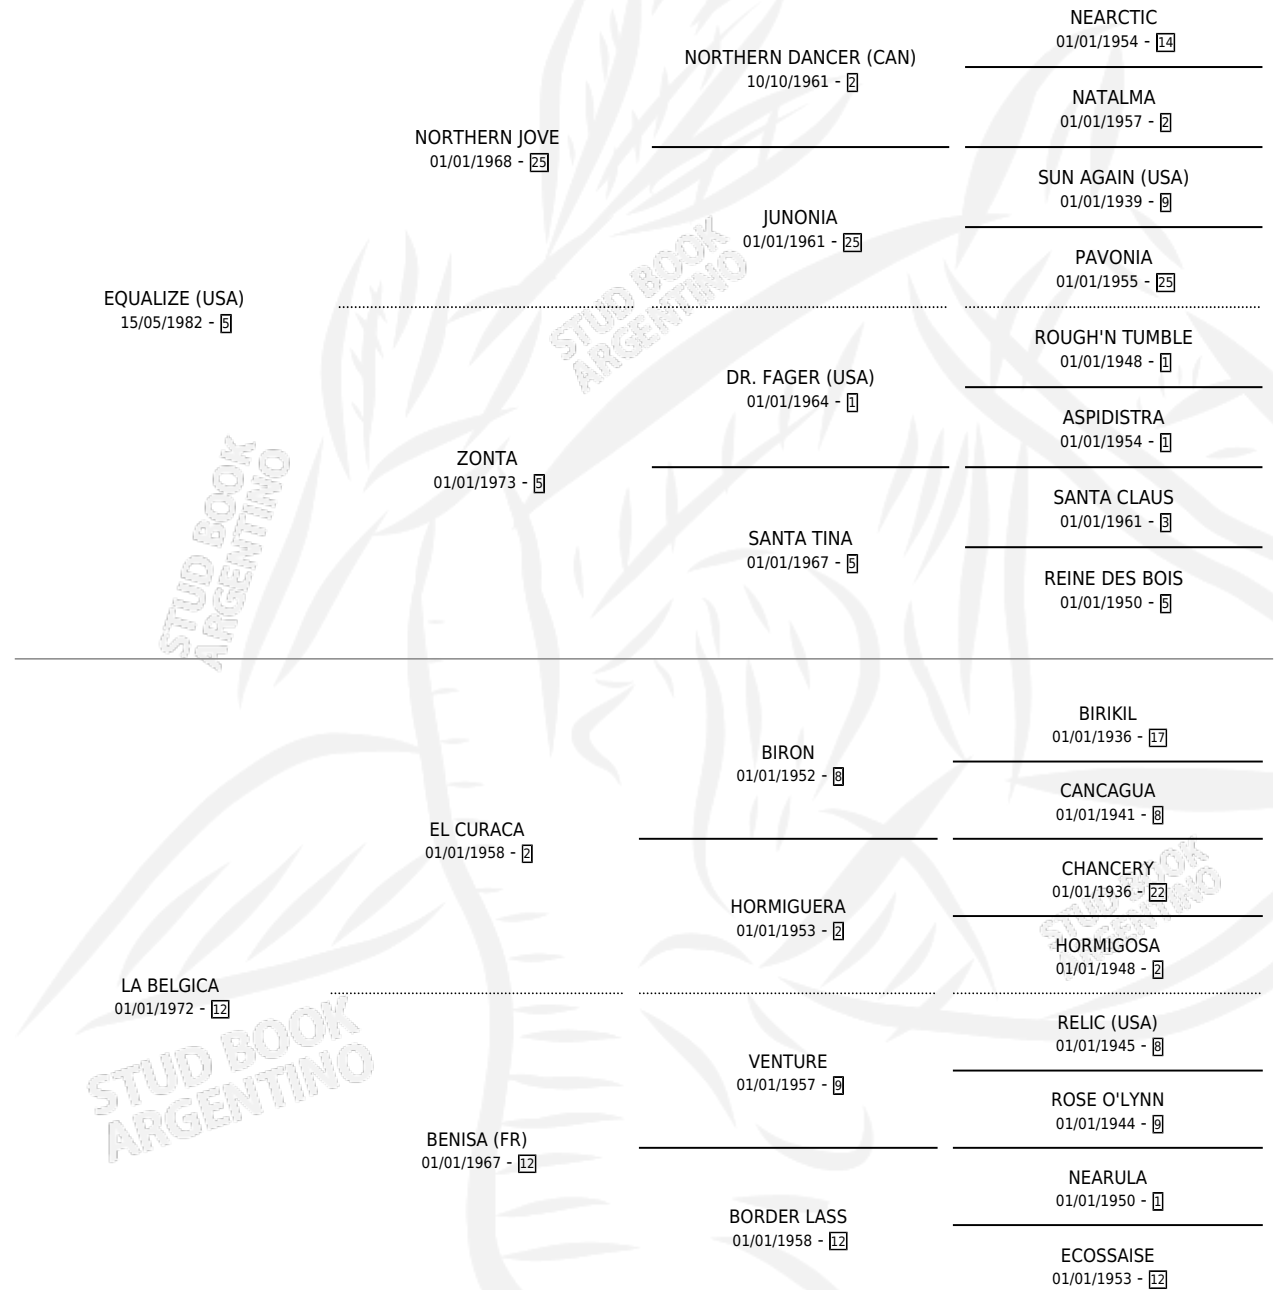 NEARCTIC
01/01/1954 - 14
NORTHERN DANCER (CAN)
10/10/1961 - 2
NATALMA
01/01/1957 - 2
NORTHERN JOVE
01/01/1968 - 25
SUN AGAIN (USA)
01/01/1939 - 9
JUNONIA
01/01/1961 - 25
PAVONIA
01/01/1955 - 25
EQUALIZE (USA)
15/05/1982 - 5
STUD BOOK
ARGENTINO
ROUGH'N TUMBLE
01/01/1948 - 1
DR. FAGER (USA)
01/01/1964 - 1
ASPIDISTRA
01/01/1954 - 1
ZONTA
01/01/1973 - 5
SANTA CLAUS
01/01/1961 - 3
SANTA TINA
01/01/1967 - 5
REINE DES BOIS
01/01/1950 - 5
STUD BOOK
ARGENTINO
BIRIKIL
01/01/1936 - 17
BIRON
01/01/1952 - 8
CANCAGUA
01/01/1941 - 8
EL CURACA
01/01/1958 - 2
CHANCERY
01/01/1936 - 22
HORMIGUERA
01/01/1953 - 2
HORMIGOSA
01/01/1948 - 2
STUD BOOK
ARGENTINO
LA BELGICA
01/01/1972 - 12
RELIC (USA)
01/01/1945 - 8
VENTURE
01/01/1957 - 9
ROSE O'LYNN
01/01/1944 - 9
STUD BOOK
ARGENTINO
BENISA (FR)
01/01/1967 - 12
NEARULA
01/01/1950 - 1
BORDER LASS
01/01/1958 - 12
ECOSSAISE
01/01/1953 - 12